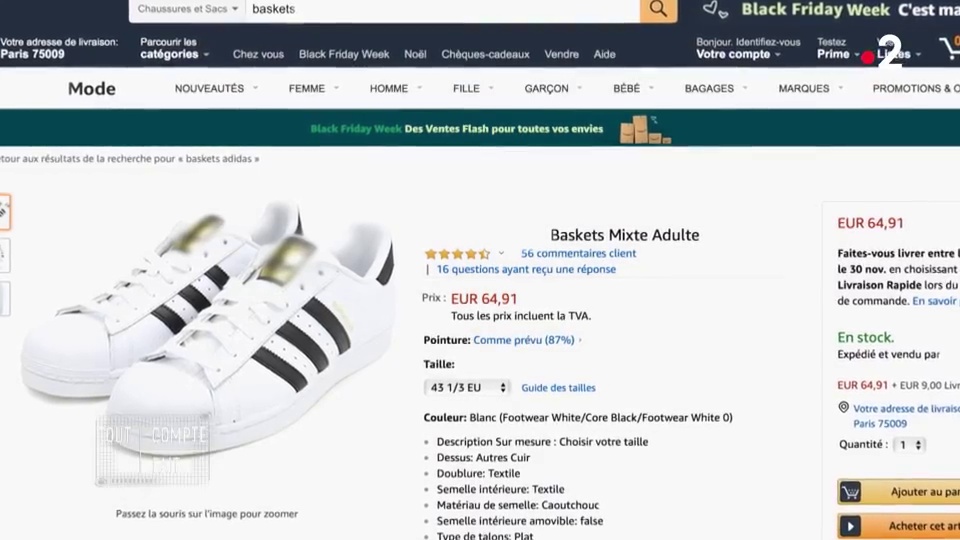 Chaussures et Sacs
baskets
Black Friday Week C'est ma
Votre adresse de livraison:
Paris 75009
Parcourir les
catégories
Chez vous
Black Friday Week
Noël
Chèques-cadeaux
Vendre
Aide
Bonjour. Identifiez-vous
Votre compte
Testez
Prime
Listes
0
2
Mode
NOUVEAUTÉS
FEMME
HOMME
FILLE
GARÇON
BÉBÉ
BAGAGES
MARQUES
PROMOTIONS & O
Black Friday Week Des Ventes Flash pour toutes vos envies
etour aux résultats de la recherche pour « baskets adidas »
Baskets Mixte Adulte
56 commentaires client
| 16 questions ayant reçu une réponse
Prix : EUR 64,91
Tous les prix incluent la TVA.
Pointure: Comme prévu (87%)
Taille:
43 1/3 EU
Guide des tailles
Couleur: Blanc (Footwear White/Core Black/Footwear White 0)
• Description Sur mesure : Choisir votre taille
• Dessus: Autres Cuir
• Doublure: Textile
• Semelle intérieure: Textile
• Matériau de semelle: Caoutchouc
• Semelle intérieure amovible: false
• Type de talons: Plat
TOUT COMPTE
FAIT
Passez la souris sur l'image pour zoomer
EUR 64,91
Faites-vous livrer entre l
le 30 nov. en choisissant
Livraison Rapide lors du
de commande. En savoir
En stock.
Expédié et vendu par
EUR 64,91 + EUR 9,00 Livr
Votre adresse de livraiso
Paris 75009
Quantité : 1
Ajouter au pan
Acheter cet art